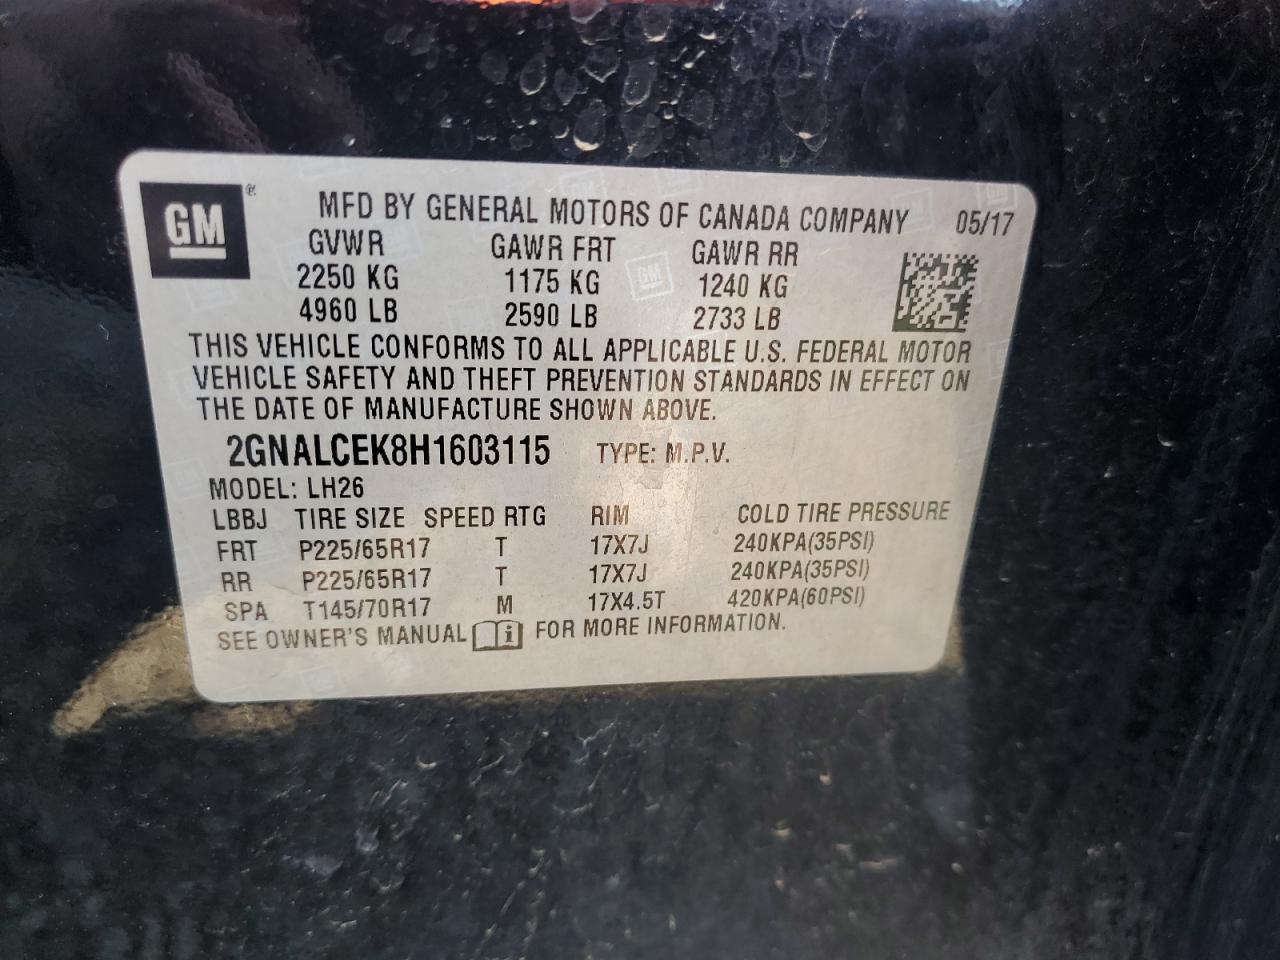 GM®
MFD BY GENERAL MOTORS OF CANADA COMPANY 05/17
GVWR GAWR FRT GAWR RR
2250 KG 1175 KG 1240 KG
4960 LB 2590 LB 2733 LB
THIS VEHICLE CONFORMS TO ALL APPLICABLE U.S. FEDERAL MOTOR
VEHICLE SAFETY AND THEFT PREVENTION STANDARDS IN EFFECT ON
THE DATE OF MANUFACTURE SHOWN ABOVE.
2GNALCEK8H1603115 TYPE: M.P.V.
MODEL: LH26
LBBJ TIRE SIZE SPEED RTG RIM COLD TIRE PRESSURE
FRT P225/65R17 T 17X7J 240KPA(35PSI)
RR P225/65R17 T 17X7J 240KPA(35PSI)
SPA T145/70R17 M 17X4.5T 420KPA(60PSI)
SEE OWNER'S MANUAL i FOR MORE INFORMATION.